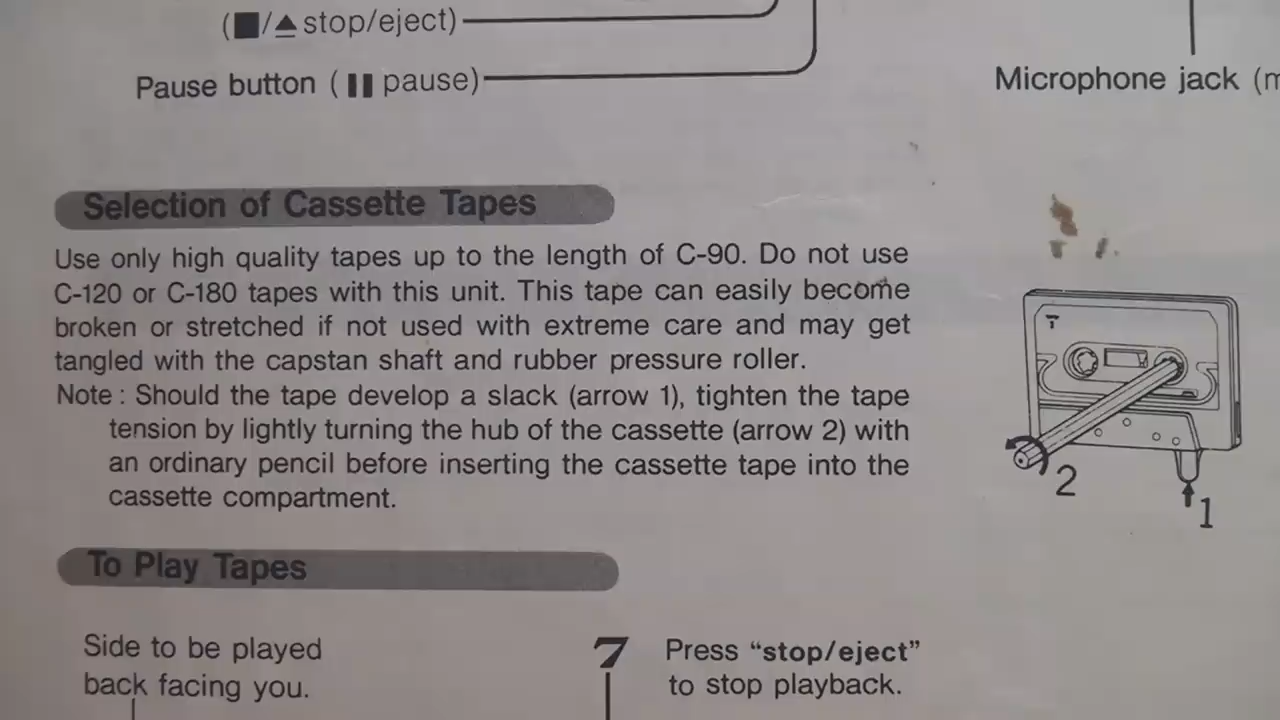 (■/⏏ stop/eject)
Pause button ( ❚❚ pause)
Microphone jack (m
Selection of Cassette Tapes
Use only high quality tapes up to the length of C-90. Do not use
C-120 or C-180 tapes with this unit. This tape can easily become
broken or stretched if not used with extreme care and may get
tangled with the capstan shaft and rubber pressure roller.
Note : Should the tape develop a slack (arrow 1), tighten the tape
tension by lightly turning the hub of the cassette (arrow 2) with
an ordinary pencil before inserting the cassette tape into the
cassette compartment.
2
1
To Play Tapes
Side to be played
back facing you.
7
Press “stop/eject”
to stop playback.